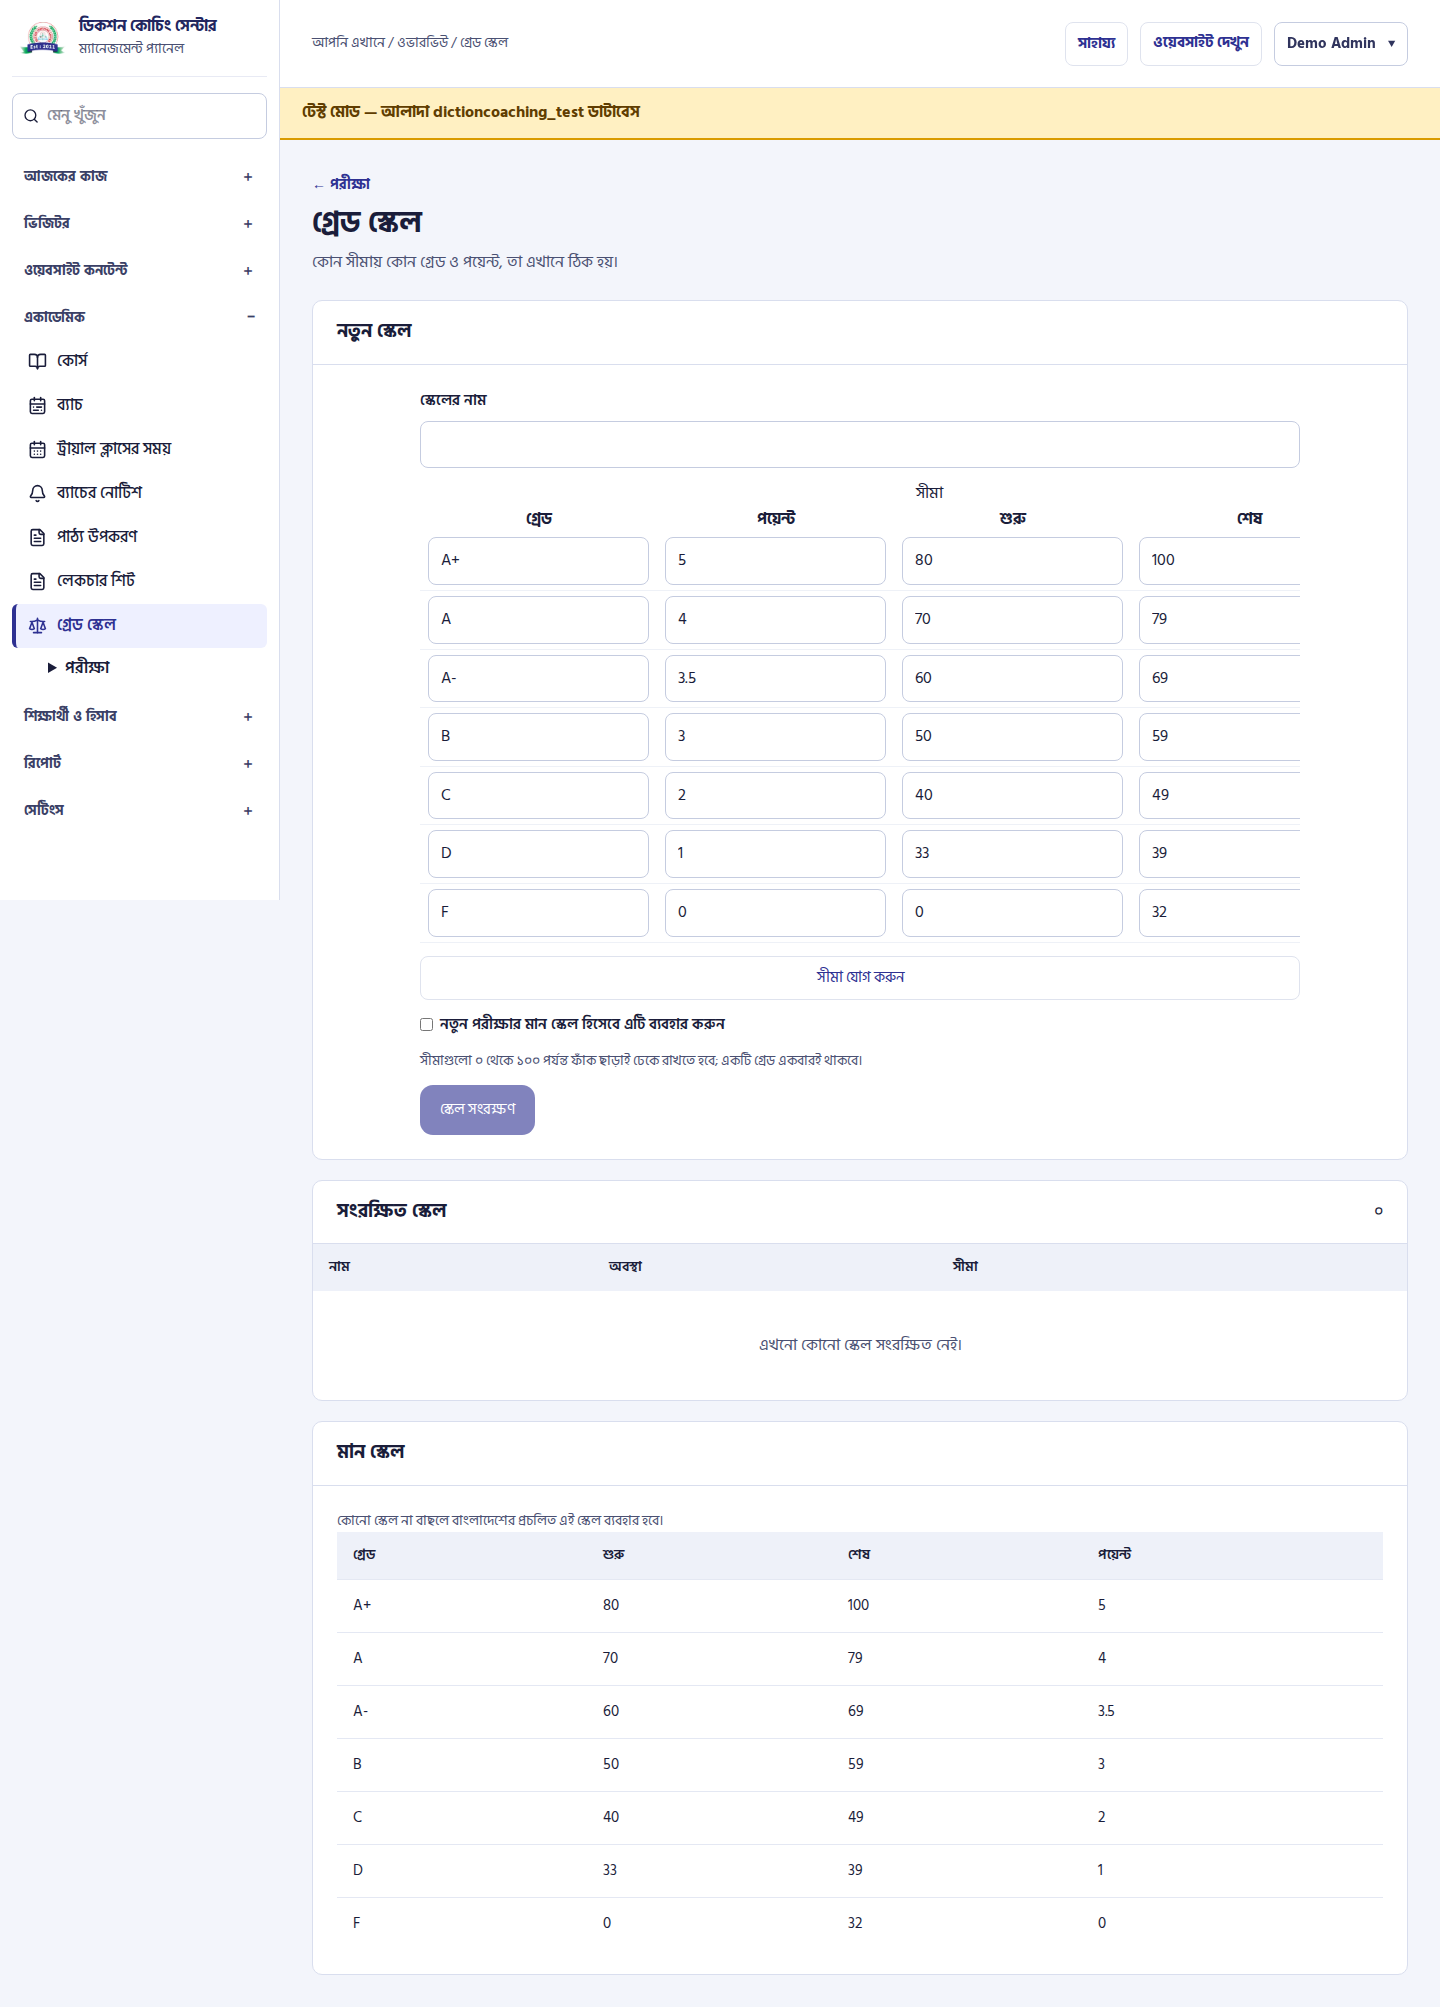 ডিকশন কোচিং সেন্টার
ম্যানেজমেন্ট প্যানেল
Est : 2011
মেনু খুঁজুন
আজকের কাজ +
ভিজিটর +
ওয়েবসাইট কনটেন্ট +
একাডেমিক −
কোর্স
ব্যাচ
ট্রায়াল ক্লাসের সময়
ব্যাচের নোটিশ
পাঠ্য উপকরণ
লেকচার শিট
গ্রেড স্কেল
▶ পরীক্ষা
শিক্ষার্থী ও হিসাব +
রিপোর্ট +
সেটিংস +
আপনি এখানে / ওভারভিউ / গ্রেড স্কেল
সাহায্য
ওয়েবসাইট দেখুন
Demo Admin ▾
টেস্ট মোড — আলাদা dictioncoaching_test ডাটাবেস
← পরীক্ষা
গ্রেড স্কেল
কোন সীমায় কোন গ্রেড ও পয়েন্ট, তা এখানে ঠিক হয়।
নতুন স্কেল
স্কেলের নাম
সীমা
গ্রেড পয়েন্ট শুরু শেষ
A+ 5 80 100
A 4 70 79
A- 3.5 60 69
B 3 50 59
C 2 40 49
D 1 33 39
F 0 0 32
সীমা যোগ করুন
নতুন পরীক্ষার মান স্কেল হিসেবে এটি ব্যবহার করুন
সীমাগুলো ০ থেকে ১০০ পর্যন্ত ফাঁক ছাড়াই ঢেকে রাখতে হবে; একটি গ্রেড একবারই থাকবে।
স্কেল সংরক্ষণ
সংরক্ষিত স্কেল ০
নাম অবস্থা সীমা
এখনো কোনো স্কেল সংরক্ষিত নেই।
মান স্কেল
কোনো স্কেল না বাছলে বাংলাদেশের প্রচলিত এই স্কেল ব্যবহার হবে।
গ্রেড শুরু শেষ পয়েন্ট
A+ 80 100 5
A 70 79 4
A- 60 69 3.5
B 50 59 3
C 40 49 2
D 33 39 1
F 0 32 0